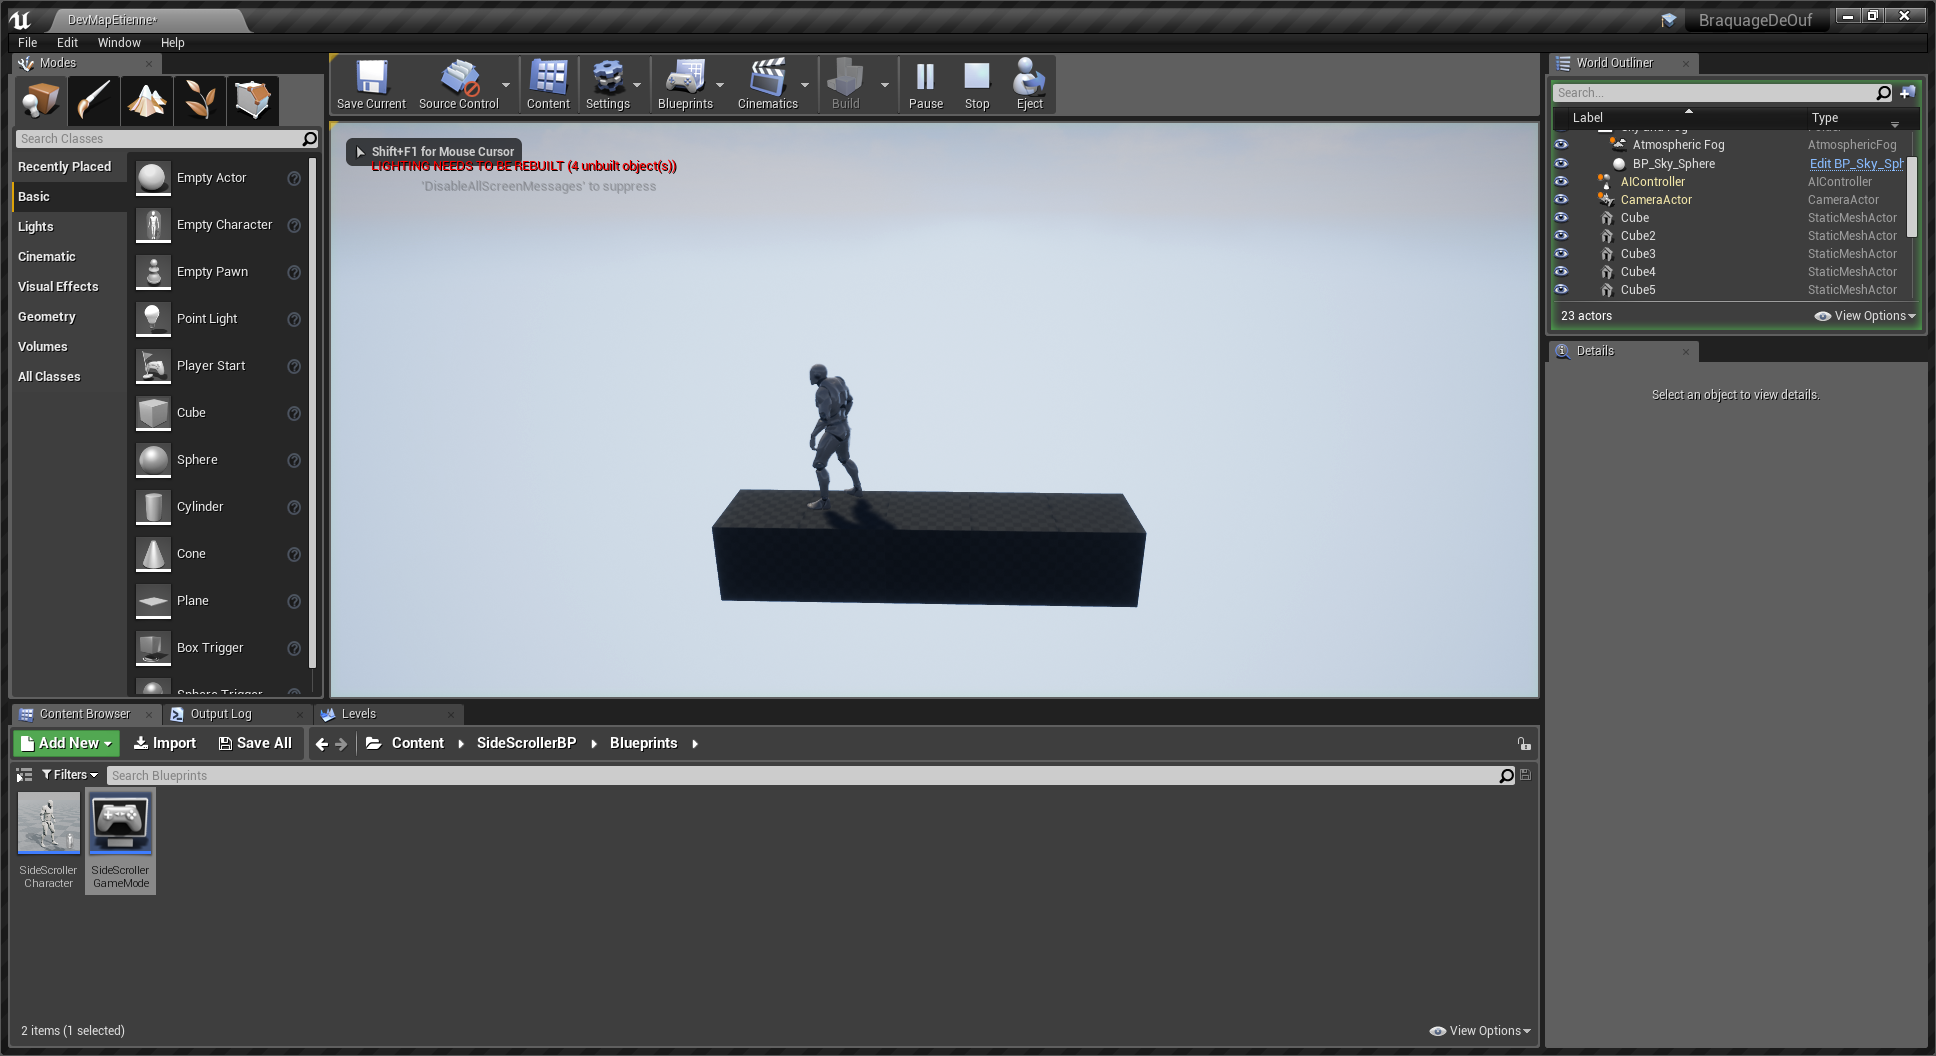 DevMapEtienne*
BraquageDeOuf
File Edit Window Help
Modes
Search Classes
Recently Placed
Basic
Lights
Cinematic
Visual Effects
Geometry
Volumes
All Classes
Empty Actor
Empty Character
Empty Pawn
Point Light
Player Start
Cube
Sphere
Cylinder
Cone
Plane
Box Trigger
Sphere Trigger
Save Current Source Control Content Settings Blueprints Cinematics Build Pause Stop Eject
Shift+F1 for Mouse Cursor
LIGHTING NEEDS TO BE REBUILT (4 unbuilt object(s))
'DisableAllScreenMessages' to suppress
World Outliner
Search...
Label Type
Sky and Fog Folder
Atmospheric Fog AtmosphericFog
BP_Sky_Sphere Edit BP_Sky_Sph
AIController AIController
CameraActor CameraActor
Cube StaticMeshActor
Cube2 StaticMeshActor
Cube3 StaticMeshActor
Cube4 StaticMeshActor
Cube5 StaticMeshActor
23 actors View Options
Details
Select an object to view details.
Content Browser Output Log Levels
Add New Import Save All Content SideScrollerBP Blueprints
Filters Search Blueprints
SideScroller
Character
SideScroller
GameMode
2 items (1 selected) View Options